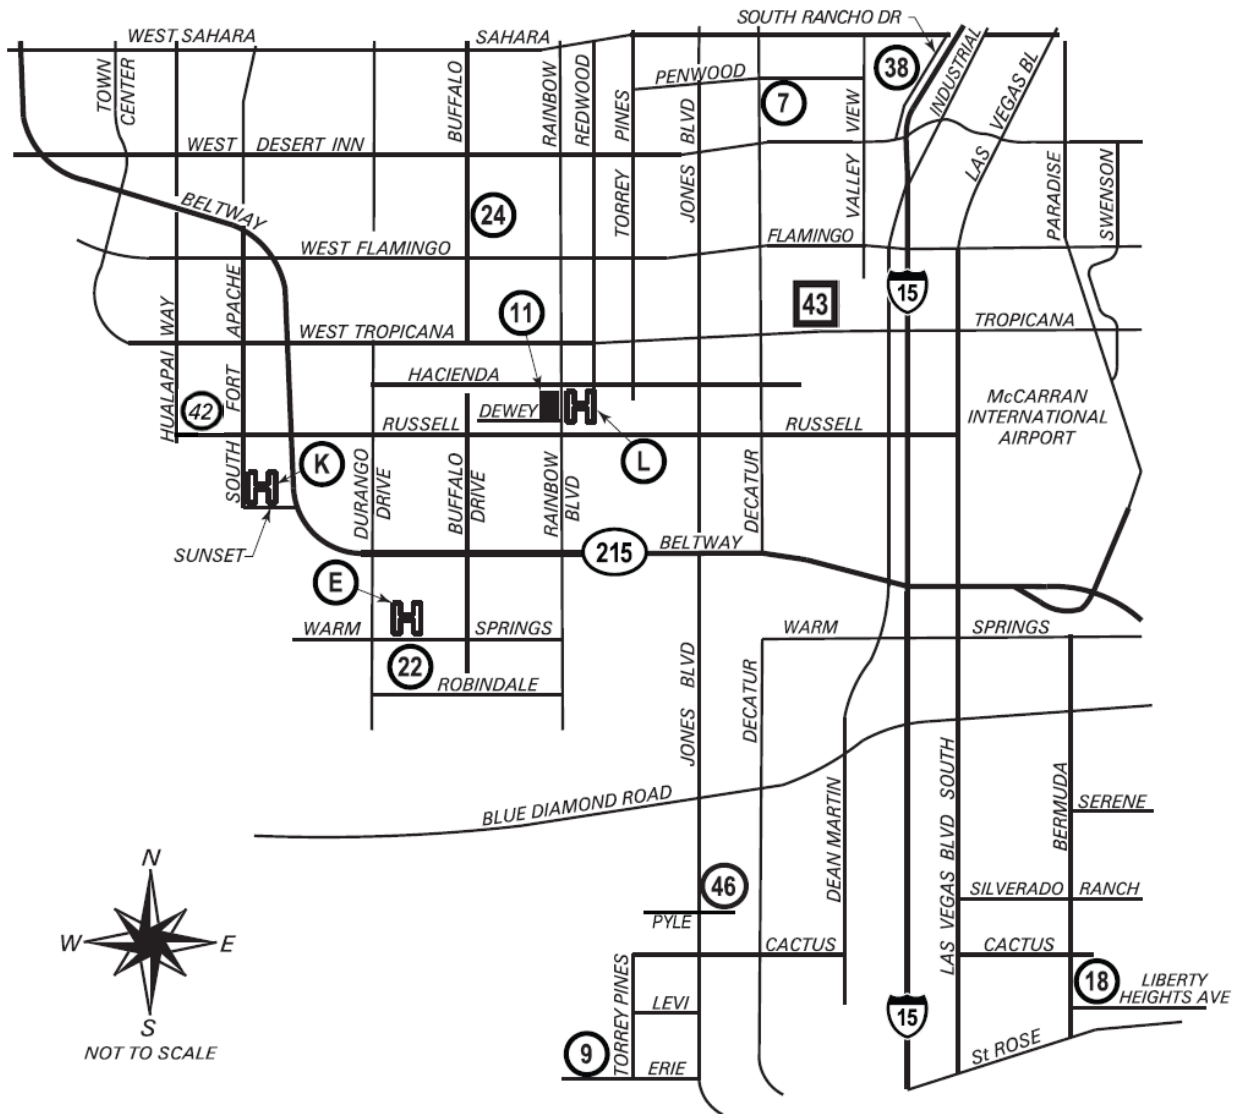 SOUTH RANCHO DR
WEST SAHARA
SAHARA
TOWN
CENTER
BUFFALO
RAINBOW
REDWOOD
TORREY PINES
PENWOOD
JONES BLVD
7
VALLEY VIEW
38
INDUSTRIAL
LAS VEGAS BL
PARADISE
SWENSON
WEST DESERT INN
BELTWAY
24
WEST FLAMINGO
FLAMINGO
15
43
HUALAPAI WAY
SOUTH FORT APACHE
WEST TROPICANA
TROPICANA
11
HACIENDA
42
DEWEY
RUSSELL
RUSSELL
McCARRAN
INTERNATIONAL
AIRPORT
K
L
DURANGO
DRIVE
BUFFALO
DRIVE
RAINBOW
BLVD
DECATUR
SUNSET
215
BELTWAY
E
WARM SPRINGS
WARM SPRINGS
22
ROBINDALE
JONES BLVD
DECATUR
BLUE DIAMOND ROAD
DEAN MARTIN
LAS VEGAS BLVD SOUTH
BERMUDA
SERENE
46
SILVERADO RANCH
PYLE
CACTUS
CACTUS
TORREY PINES
LEVI
18
LIBERTY
HEIGHTS AVE
15
9
ERIE
St ROSE
N
W
E
S
NOT TO SCALE